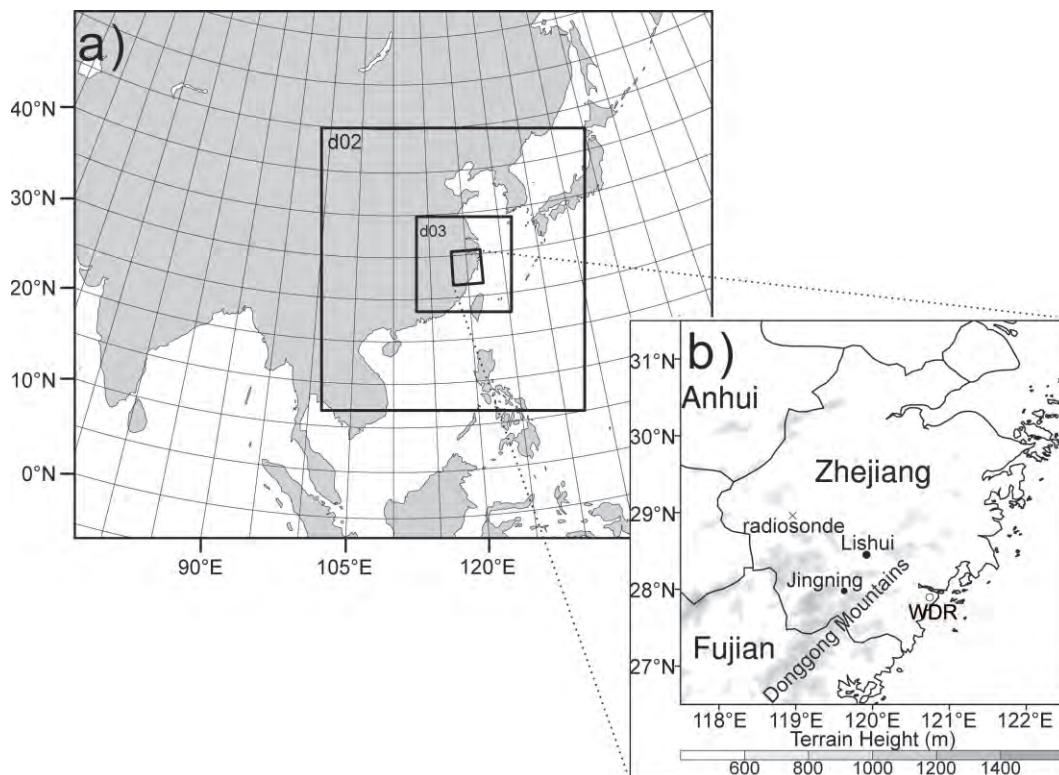 a)
d02
d03
40°N
30°N
20°N
10°N
0°N
90°E
105°E
120°E
b)
31°N
30°N
29°N
28°N
27°N
Anhui
Zhejiang
radiosonde
Lishui
Jingning
WDR
Donggong Mountains
Fujian
118°E
119°E
120°E
121°E
122°E
Terrain Height (m)
600
800
1000
1200
1400